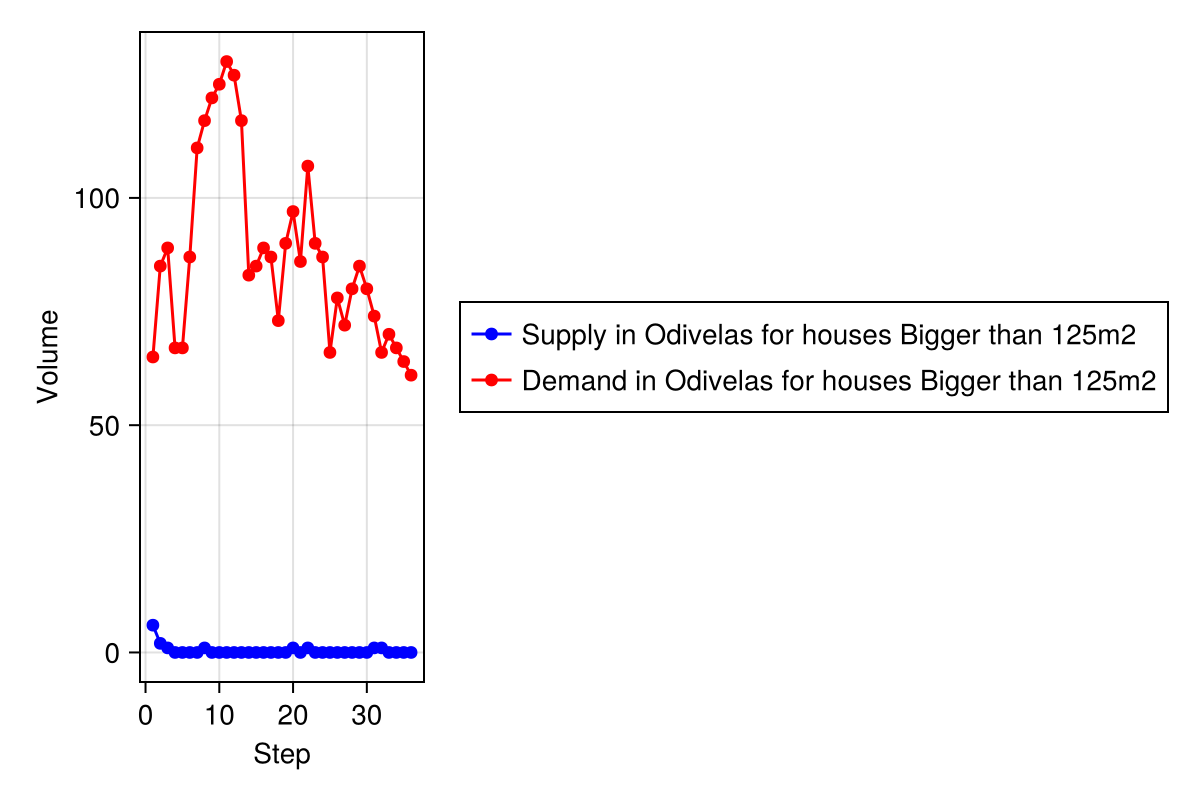 100
50
0
Volume
0 10 20 30
Step
Supply in Odivelas for houses Bigger than 125m2
Demand in Odivelas for houses Bigger than 125m2